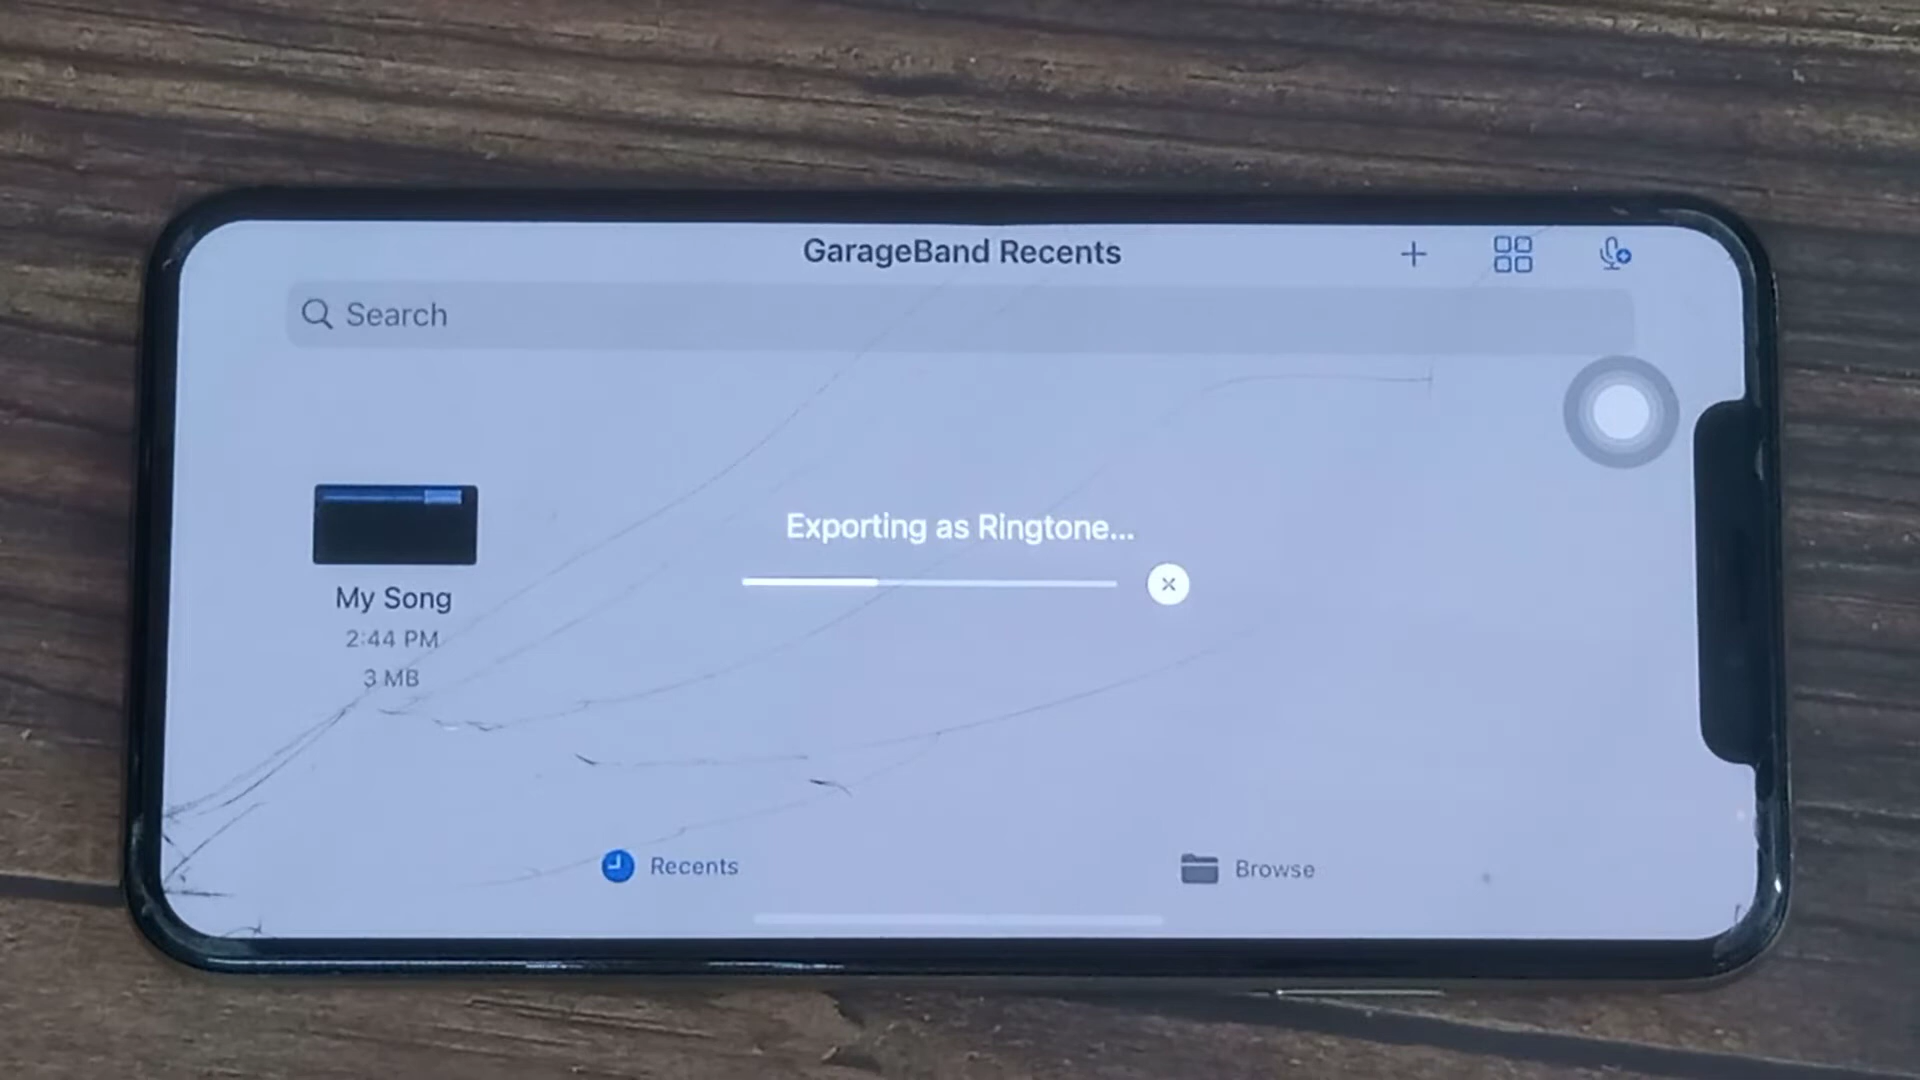 GarageBand Recents
Search
Exporting as Ringtone...
My Song
2:44 PM
3 MB
Recents
Browse